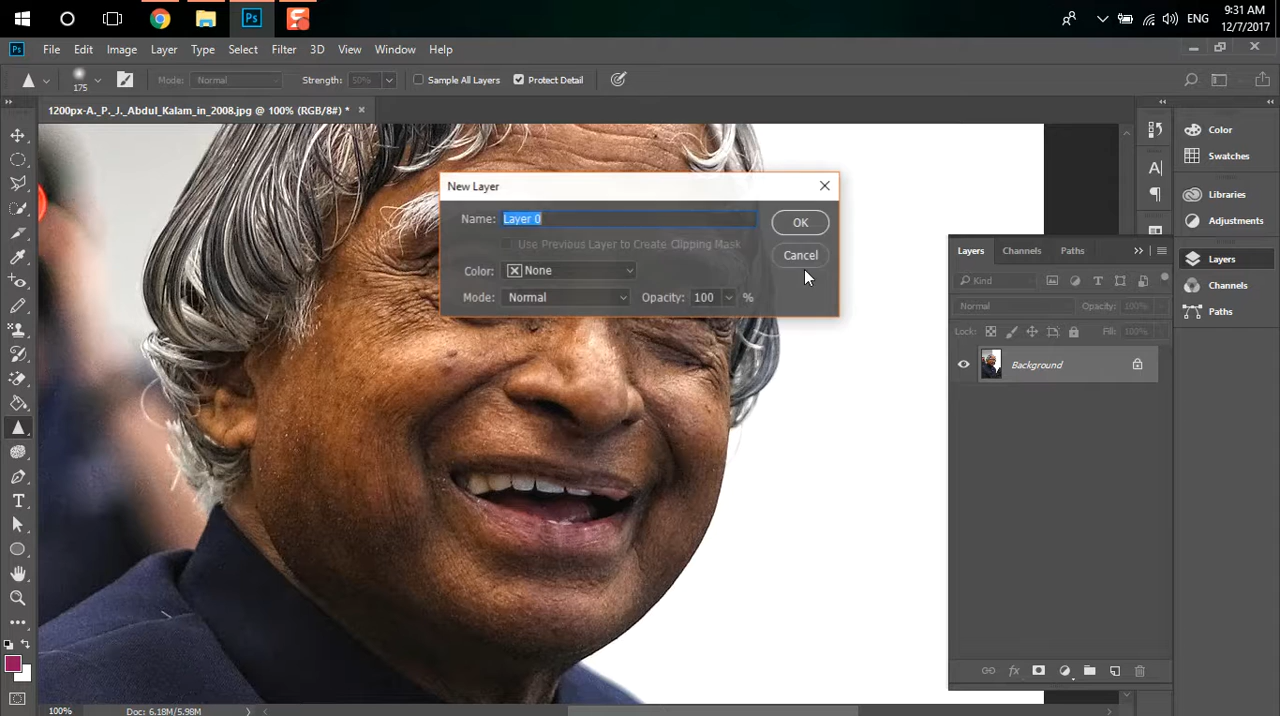 9:31 AM
ENG
12/7/2017
Ps
File Edit Image Layer Type Select Filter 3D View Window Help
175 Mode: Normal Strength: 50% Sample All Layers Protect Detail
1200px-A._P._J._Abdul_Kalam_in_2008.jpg @ 100% (RGB/8#) *
New Layer
Name: Layer 0
OK
Use Previous Layer to Create Clipping Mask
Cancel
Color: None
Mode: Normal Opacity: 100 %
Color
Swatches
Libraries
Adjustments
Layers
Channels
Paths
Layers Channels Paths
Kind
Normal Opacity: 100%
Lock: Fill: 100%
Background
100% Doc: 6.18M/5.98M